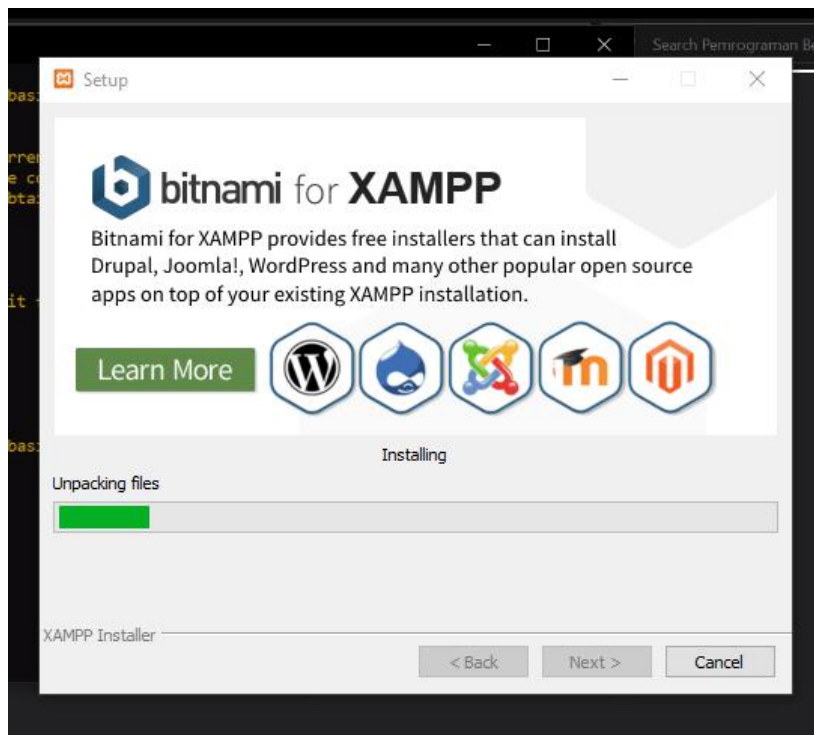 Search Pemrograman Be
Setup
bitnami for XAMPP
Bitnami for XAMPP provides free installers that can install
Drupal, Joomla!, WordPress and many other popular open source
apps on top of your existing XAMPP installation.
Learn More
Installing
Unpacking files
XAMPP Installer
< Back
Next >
Cancel